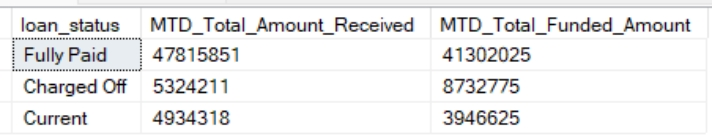 loan_status MTD_Total_Amount_Received MTD_Total_Funded_Amount
Fully Paid 47815851 41302025
Charged Off 5324211 8732775
Current 4934318 3946625